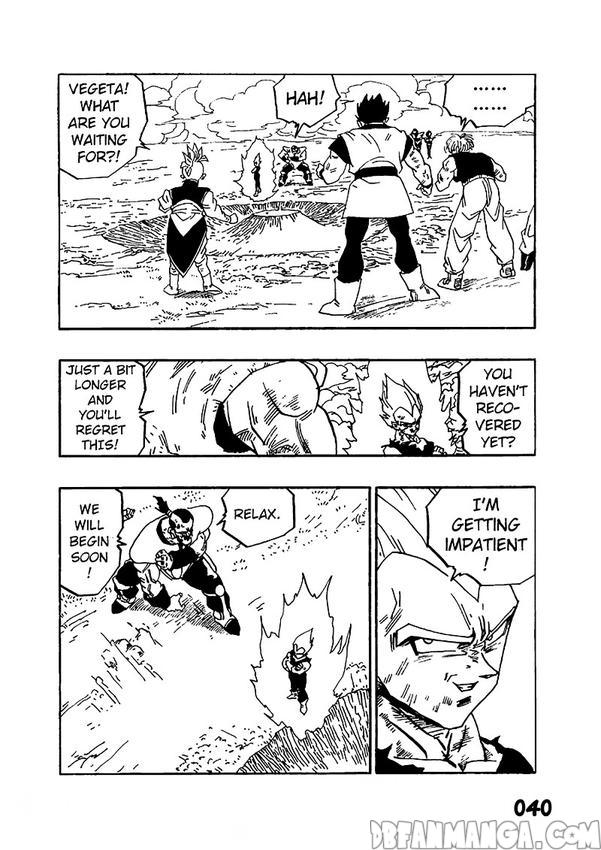 ......
......
HAH!
VEGETA!
WHAT
ARE YOU
WAITING
FOR?!
YOU
HAVEN'T
RECO-
VERED
YET?
JUST A BIT
LONGER
AND
YOU'LL
REGRET
THIS!
I'M
GETTING
IMPATIENT
!
RELAX.
WE
WILL
BEGIN
SOON
!
040
DBFANMANGA.COM